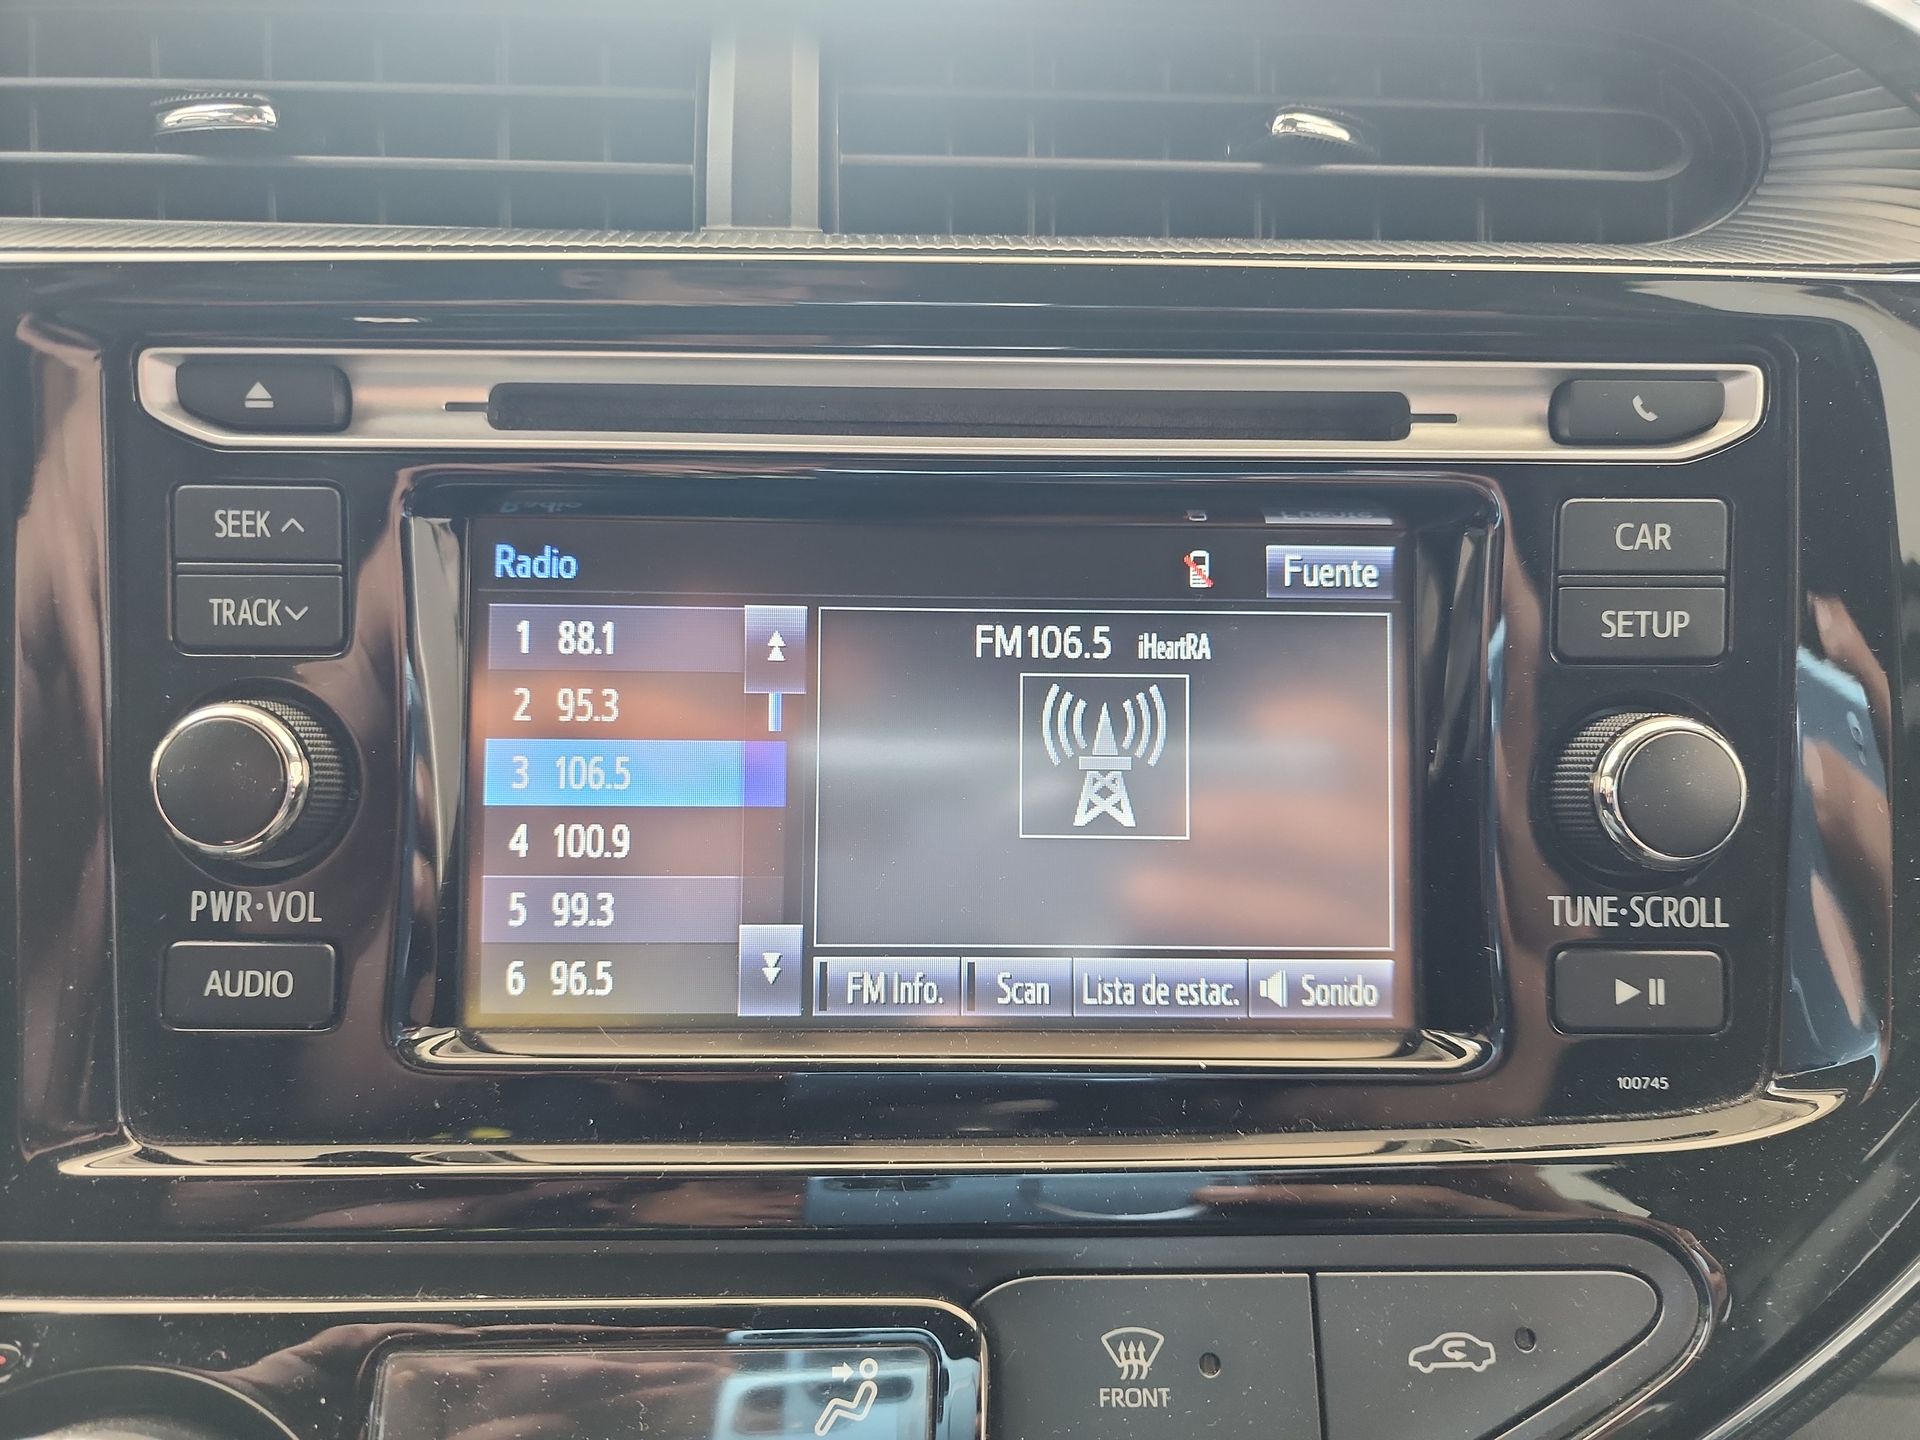 SEEK
TRACK
PWR·VOL
AUDIO
Radio
Fuente
1 88.1
2 95.3
3 106.5
4 100.9
5 99.3
6 96.5
FM106.5 iHeartRA
FM Info.
Scan
Lista de estac.
Sonido
CAR
SETUP
TUNE·SCROLL
100745
FRONT